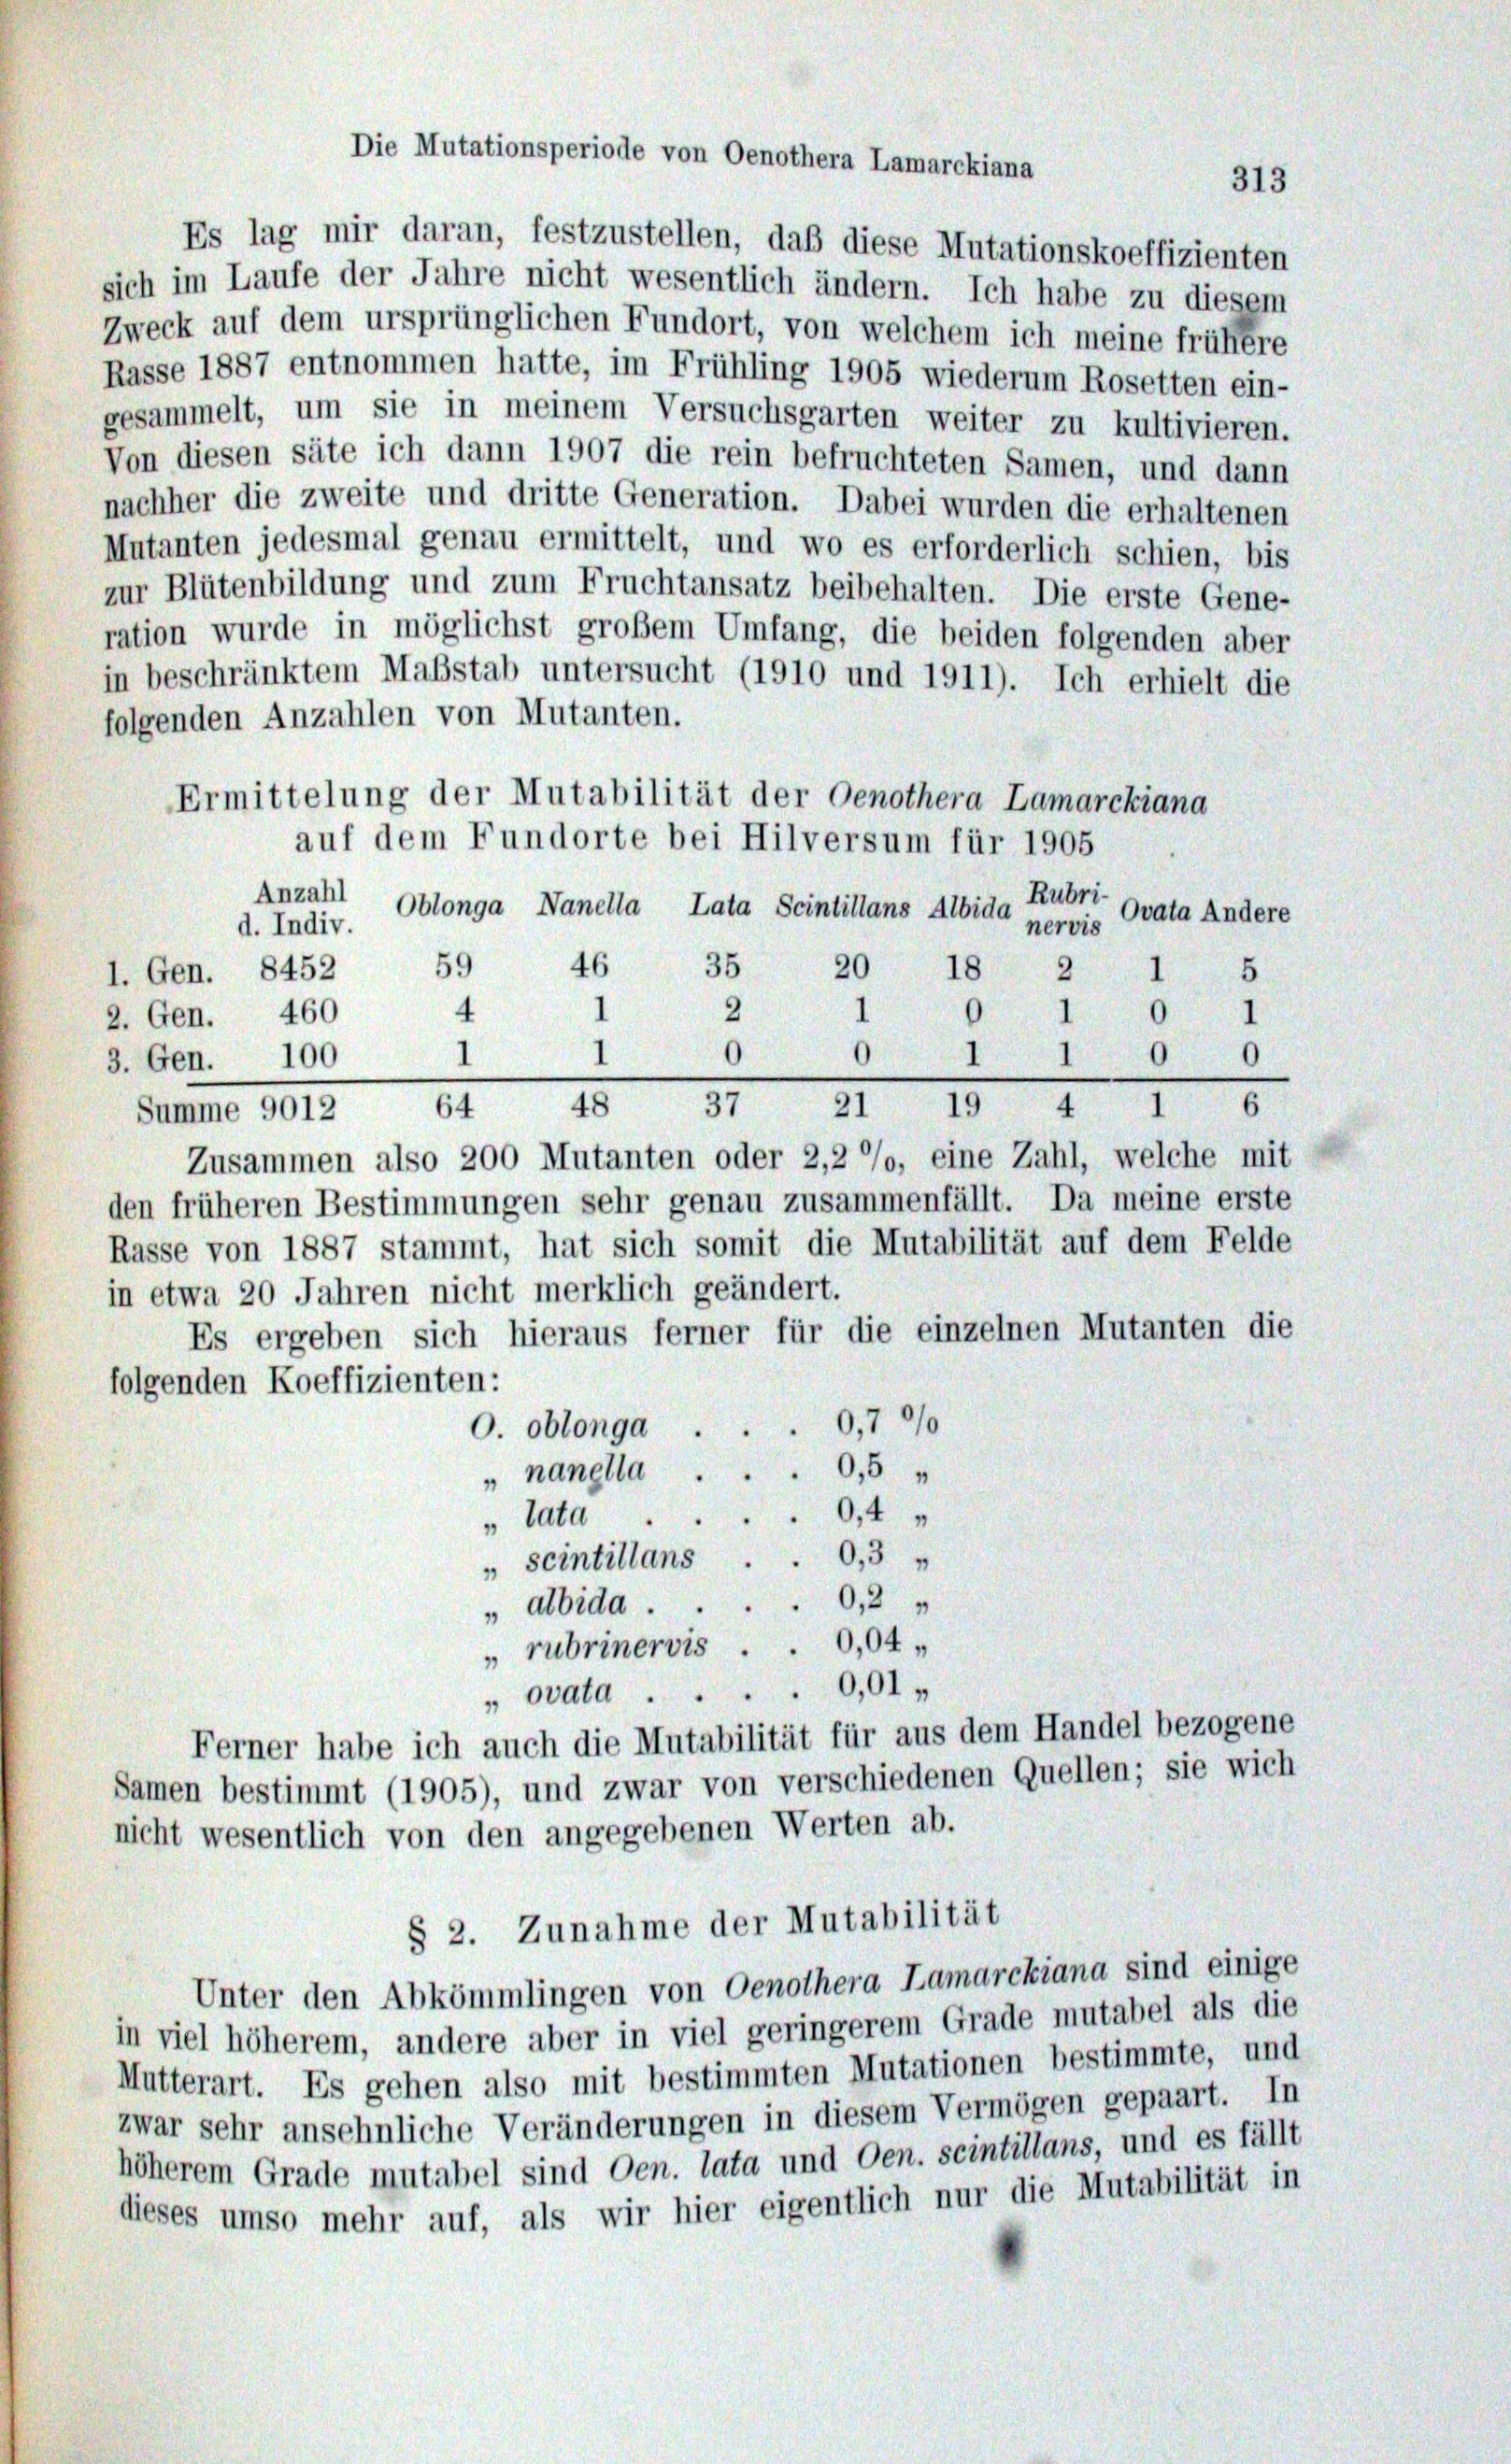 Die Mutationsperiode von Oenothera Lamarckiana 313
Es lag mir daran, festzustellen, daß diese Mutationskoeffizienten
sich im Laufe der Jahre nicht wesentlich ändern. Ich habe zu diesem
Zweck auf dem ursprünglichen Fundort, von welchem ich meine frühere
Rasse 1887 entnommen hatte, im Frühling 1905 wiederum Rosetten ein-
gesammelt, um sie in meinem Versuchsgarten weiter zu kultivieren.
Von diesen säte ich dann 1907 die rein befruchteten Samen, und dann
nachher die zweite und dritte Generation. Dabei wurden die erhaltenen
Mutanten jedesmal genau ermittelt, und wo es erforderlich schien, bis
zur Blütenbildung und zum Fruchtansatz beibehalten. Die erste Gene-
ration wurde in möglichst großem Umfang, die beiden folgenden aber
in beschränktem Maßstab untersucht (1910 und 1911). Ich erhielt die
folgenden Anzahlen von Mutanten.
Ermittelung der Mutabilität der Oenothera Lamarckiana
auf dem Fundorte bei Hilversum für 1905
Anzahl d. Indiv. Oblonga Nanella Lata Scintillans Albida Rubri-nervis Ovata Andere
1. Gen. 8452 59 46 35 20 18 2 1 5
2. Gen. 460 4 1 2 1 0 1 0 1
3. Gen. 100 1 1 0 0 1 1 0 0
Summe 9012 64 48 37 21 19 4 1 6
Zusammen also 200 Mutanten oder 2,2 %, eine Zahl, welche mit
den früheren Bestimmungen sehr genau zusammenfällt. Da meine erste
Rasse von 1887 stammt, hat sich somit die Mutabilität auf dem Felde
in etwa 20 Jahren nicht merklich geändert.
Es ergeben sich hieraus ferner für die einzelnen Mutanten die
folgenden Koeffizienten:
O. oblonga . . . 0,7 %
„ nanella . . . 0,5 „
„ lata . . . . . 0,4 „
„ scintillans . . 0,3 „
„ albida . . . . 0,2 „
„ rubrinervis . . 0,04 „
„ ovata . . . . . 0,01 „
Ferner habe ich auch die Mutabilität für aus dem Handel bezogene
Samen bestimmt (1905), und zwar von verschiedenen Quellen; sie wich
nicht wesentlich von den angegebenen Werten ab.
§ 2. Zunahme der Mutabilität
Unter den Abkömmlingen von Oenothera Lamarckiana sind einige
in viel höherem, andere aber in viel geringerem Grade mutabel als die
Mutterart. Es gehen also mit bestimmten Mutationen bestimmte, und
zwar sehr ansehnliche Veränderungen in diesem Vermögen gepaart. In
höherem Grade mutabel sind Oen. lata und Oen. scintillans, und es fällt
dieses umso mehr auf, als wir hier eigentlich nur die Mutabilität in